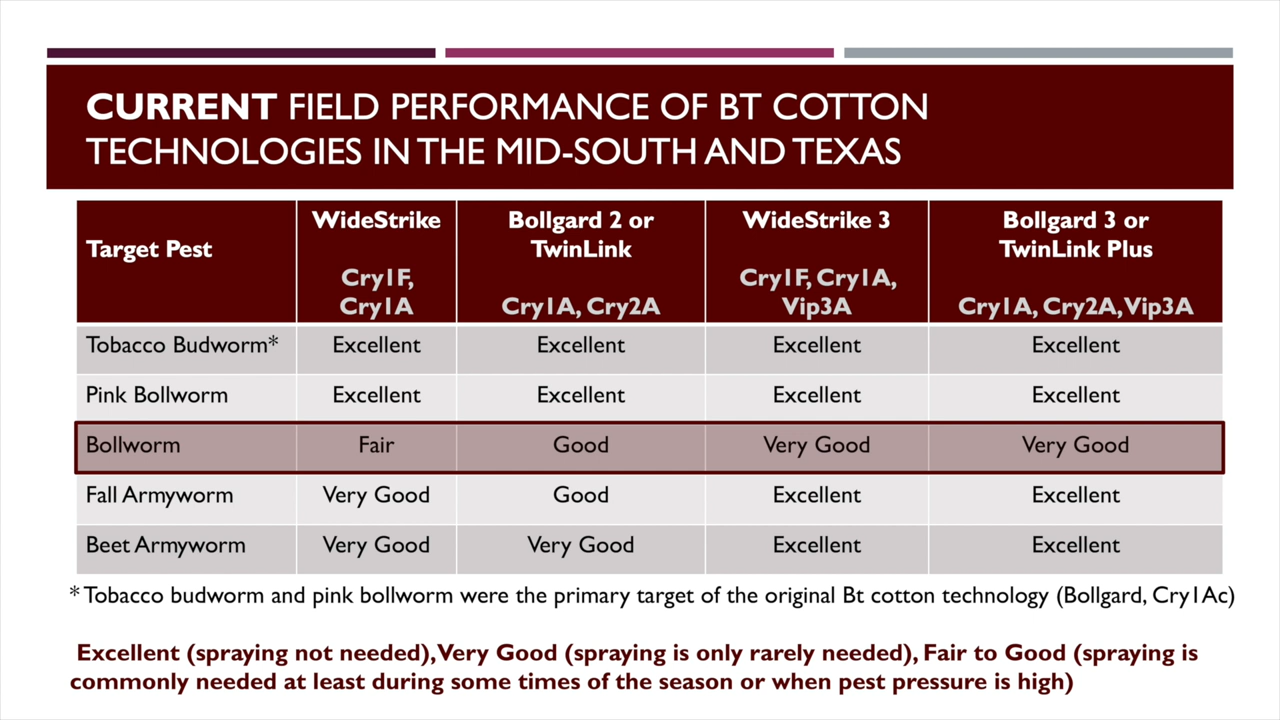 CURRENT FIELD PERFORMANCE OF BT COTTON
TECHNOLOGIES IN THE MID-SOUTH AND TEXAS
Target Pest
WideStrike
Cry1F,
Cry1A
Bollgard 2 or
TwinLink
Cry1A, Cry2A
WideStrike 3
Cry1F, Cry1A,
Vip3A
Bollgard 3 or
TwinLink Plus
Cry1A, Cry2A, Vip3A
Tobacco Budworm* Excellent Excellent Excellent Excellent
Pink Bollworm Excellent Excellent Excellent Excellent
Bollworm Fair Good Very Good Very Good
Fall Armyworm Very Good Good Excellent Excellent
Beet Armyworm Very Good Very Good Excellent Excellent
* Tobacco budworm and pink bollworm were the primary target of the original Bt cotton technology (Bollgard, Cry1Ac)
Excellent (spraying not needed), Very Good (spraying is only rarely needed), Fair to Good (spraying is
commonly needed at least during some times of the season or when pest pressure is high)